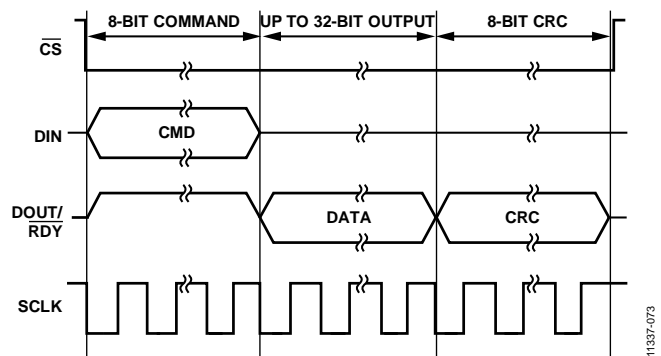 8-BIT COMMAND UP TO 32-BIT OUTPUT 8-BIT CRC
CS
DIN CMD
DOUT/
RDY
DATA CRC
SCLK
11337-073